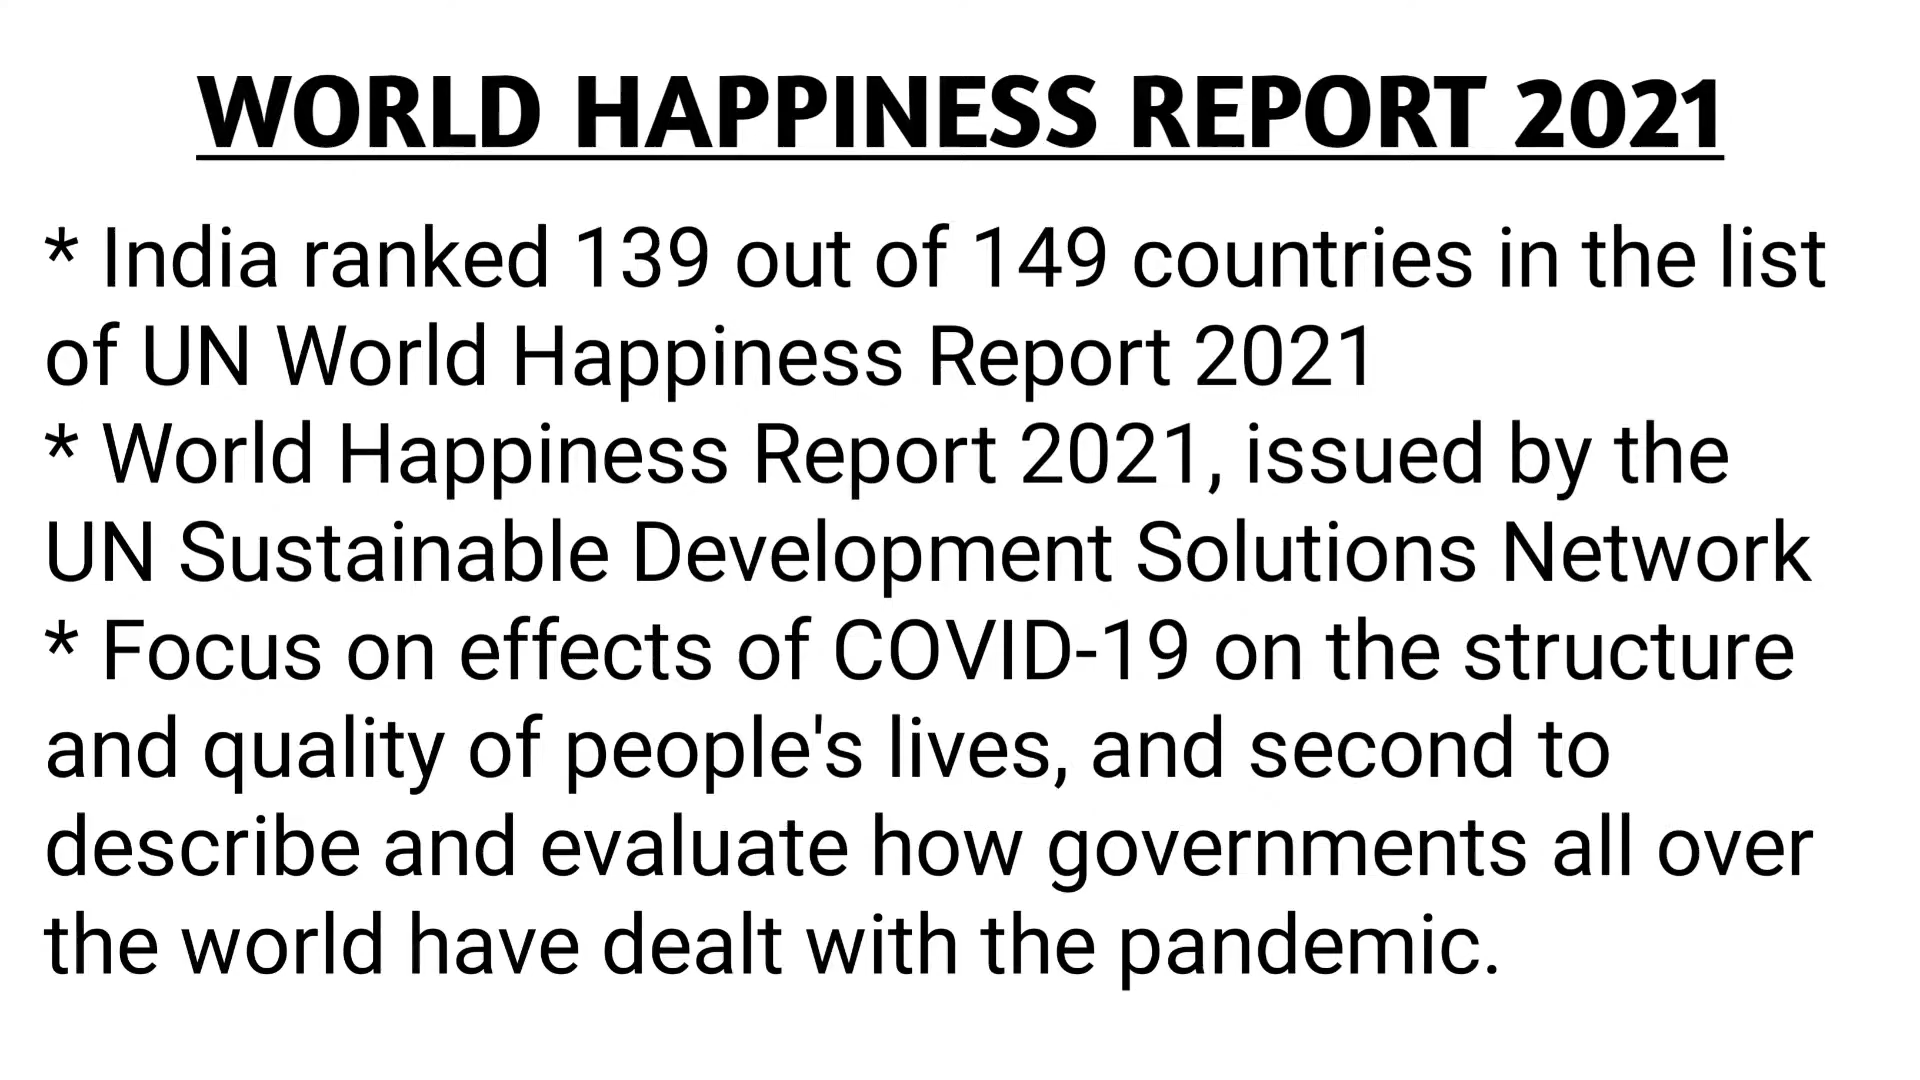 WORLD HAPPINESS REPORT 2021
* India ranked 139 out of 149 countries in the list
of UN World Happiness Report 2021
* World Happiness Report 2021, issued by the
UN Sustainable Development Solutions Network
* Focus on effects of COVID-19 on the structure
and quality of people's lives, and second to
describe and evaluate how governments all over
the world have dealt with the pandemic.